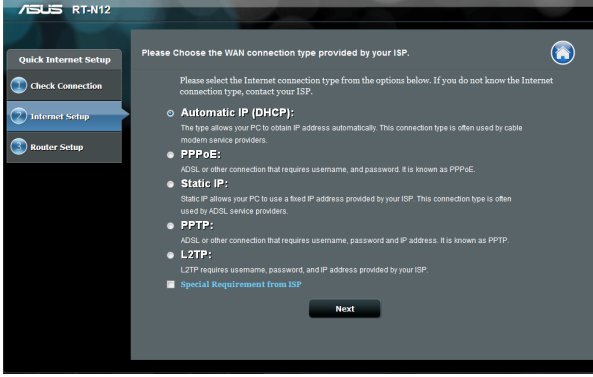 ASUS RT-N12
Quick Internet Setup
1 Check Connection
2 Internet Setup
3 Router Setup
Please Choose the WAN connection type provided by your ISP.
Please select the Internet connection type from the options below. If you do not know the Internet
connection type, contact your ISP.
Automatic IP (DHCP):
The type allows your PC to obtain IP address automatically. This connection type is often used by cable
modem service providers.
PPPoE:
ADSL or other connection that requires username, and password. It is known as PPPoE.
Static IP:
Static IP allows your PC to use a fixed IP address provided by your ISP. This connection type is often
used by ADSL service providers.
PPTP:
ADSL or other connection that requires username, password and IP address. It is known as PPTP.
L2TP:
L2TP requires username, password, and IP address provided by your ISP.
Special Requirement from ISP
Next